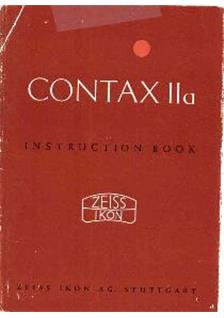 CONTAX IIa
INSTRUCTION BOOK
ZEISS
IKON
ZEISS IKON AG. STUTTGART